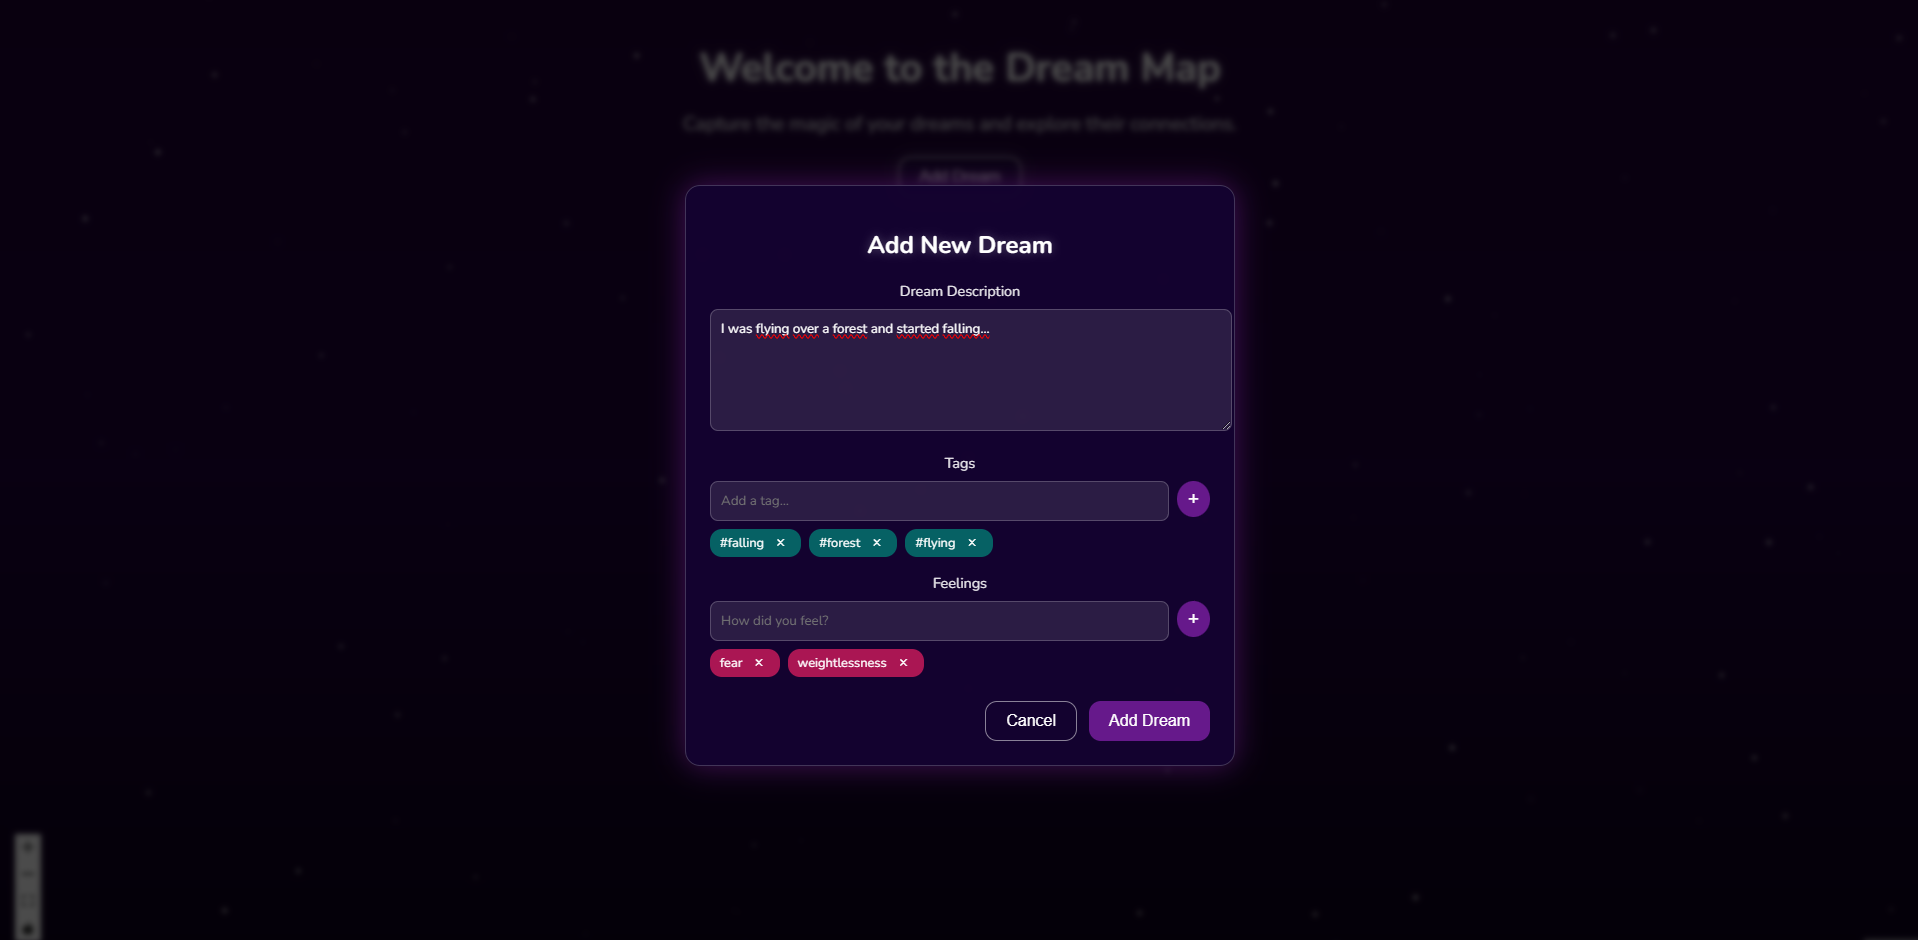 Welcome to the Dream Map
Capture the magic of your dreams and explore their connections.
Add Dream
Add New Dream
Dream Description
I was flying over a forest and started falling...
Tags
Add a tag...
+
#falling × #forest × #flying ×
Feelings
How did you feel?
+
fear × weightlessness ×
Cancel Add Dream